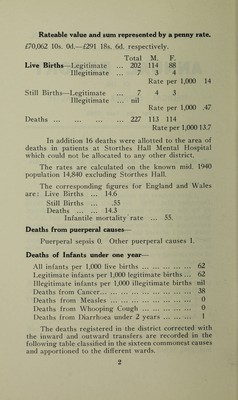 Rateable value and sum represented by a penny rate.
£70,062 10s. 0d.—£291 18s. 6d. respectively.
Total M. F.
Live Births—Legitimate ... 202 114 88
Illegitimate ... 7 3 4
Rate per 1,000 14
Still Births—Legitimate ... 7 4 3
Illegitimate ... nil
Rate per 1,000 .47
Deaths ... ... ... ... ... 227 113 114
Rate per 1,000 13.7
In addition 16 deaths were allotted to the area of
deaths in patients at Storthes Hall Mental Hospital
which could not be allocated to any other district.
The rates are calculated on the known mid. 1940
population 14,840 excluding Storthes Hall.
The corresponding figures for England and Wales
are: Live Births ... 14.6
Still Births ... .55
Deaths ... ... 14.3
Infantile mortality rate ... 55.
Deaths from puerperal causes—
Puerperal sepsis 0. Other puerperal causes 1.
Deaths of Infants under one year—
All infants per 1,000 live births ... ... ... ... ... 62
Legitimate infants per 1,000 legitimate births ... 62
Illegitimate infants per 1,000 illegitimate births nil
Deaths from Cancer... ... ... ... ... ... ... ... ... 38
Deaths from Measles ... ... ... ... ... ... ... ... 0
Deaths from Whooping Cough ... ... ... ... ... 0
Deaths from Diarrhoea under 2 years ... ... ... 1
The deaths registered in the district corrected with
the inward and outward transfers are recorded in the
following table classified in the sixteen commonest causes
and apportioned to the different wards.
2